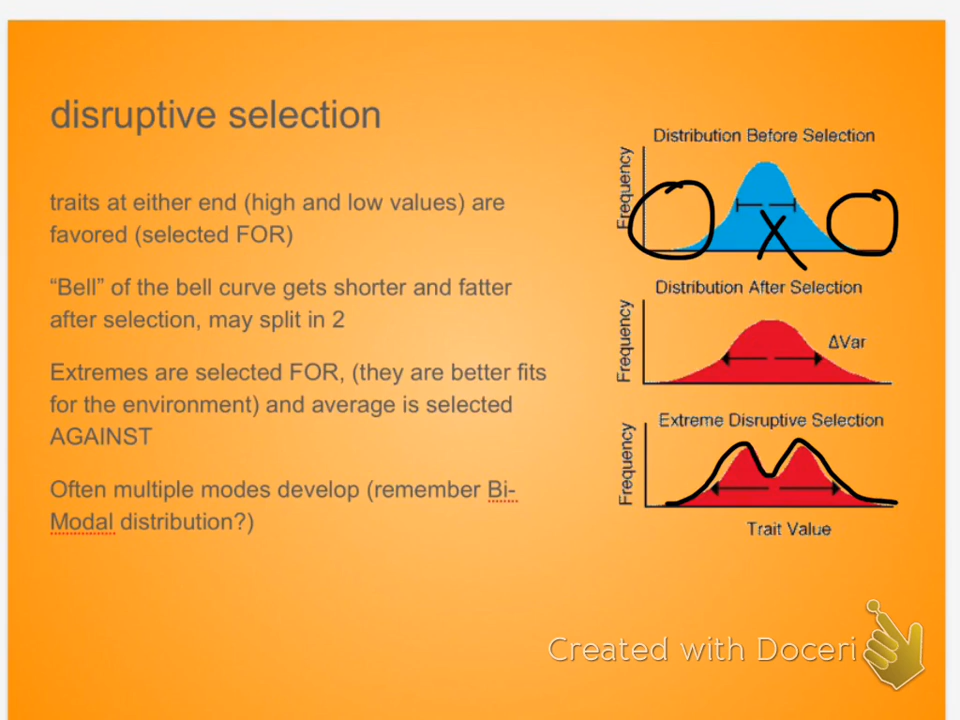 disruptive selection
traits at either end (high and low values) are
favored (selected FOR)
“Bell” of the bell curve gets shorter and fatter
after selection, may split in 2
Extremes are selected FOR, (they are better fits
for the environment) and average is selected
AGAINST
Often multiple modes develop (remember Bi-
Modal distribution?)
Distribution Before Selection
Frequency
X
Distribution After Selection
Frequency
ΔVar
Extreme Disruptive Selection
Frequency
Trait Value
Created with Doceri